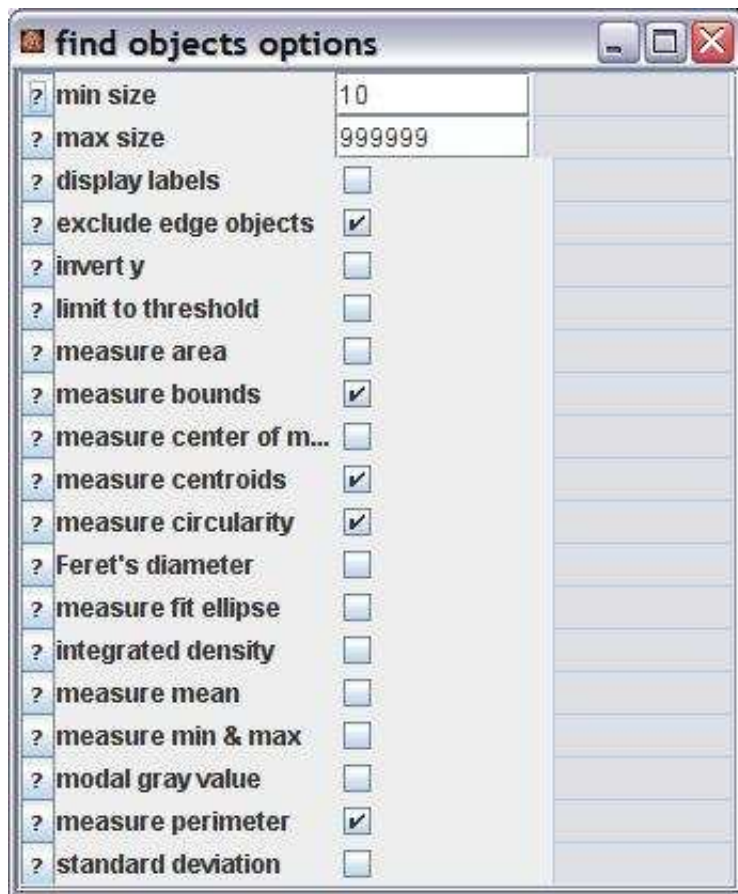 find objects options
? min size 10
? max size 999999
? display labels
? exclude edge objects
? invert y
? limit to threshold
? measure area
? measure bounds
? measure center of m...
? measure centroids
? measure circularity
? Feret's diameter
? measure fit ellipse
? integrated density
? measure mean
? measure min & max
? modal gray value
? measure perimeter
? standard deviation